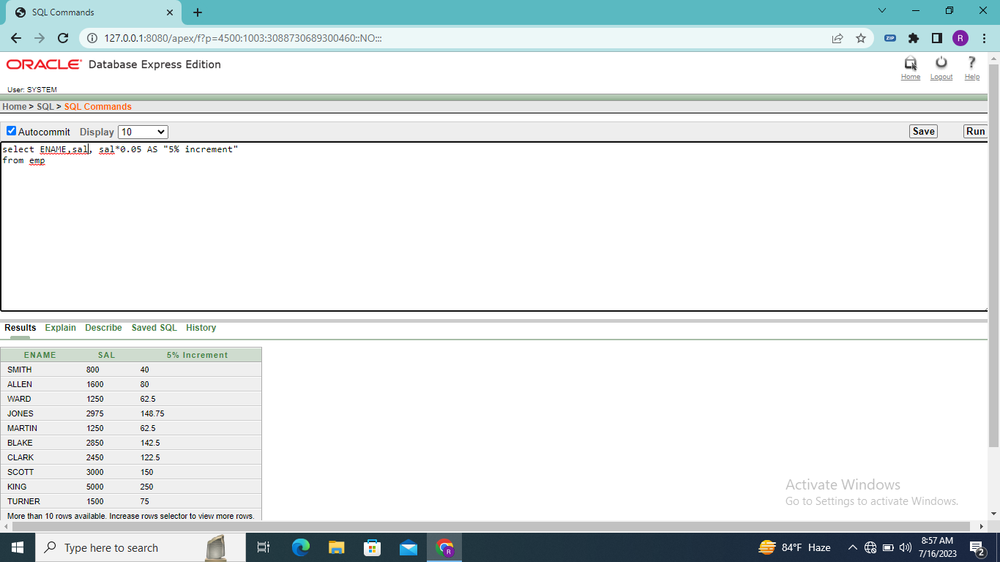 SQL Commands
127.0.0.1:8080/apex/f?p=4500:1003:3088730689300460::NO:::
ZIP
R
ORACLE Database Express Edition
Home Logout Help
User: SYSTEM
Home > SQL > SQL Commands
Autocommit Display 10 Save Run
select ENAME,sal, sal*0.05 AS "5% increment"
from emp
Results Explain Describe Saved SQL History
ENAME SAL 5% Increment
SMITH 800 40
ALLEN 1600 80
WARD 1250 62.5
JONES 2975 148.75
MARTIN 1250 62.5
BLAKE 2850 142.5
CLARK 2450 122.5
SCOTT 3000 150
KING 5000 250
TURNER 1500 75
More than 10 rows available. Increase rows selector to view more rows.
Activate Windows
Go to Settings to activate Windows.
Type here to search
R
84°F Haze
8:57 AM
7/16/2023
2